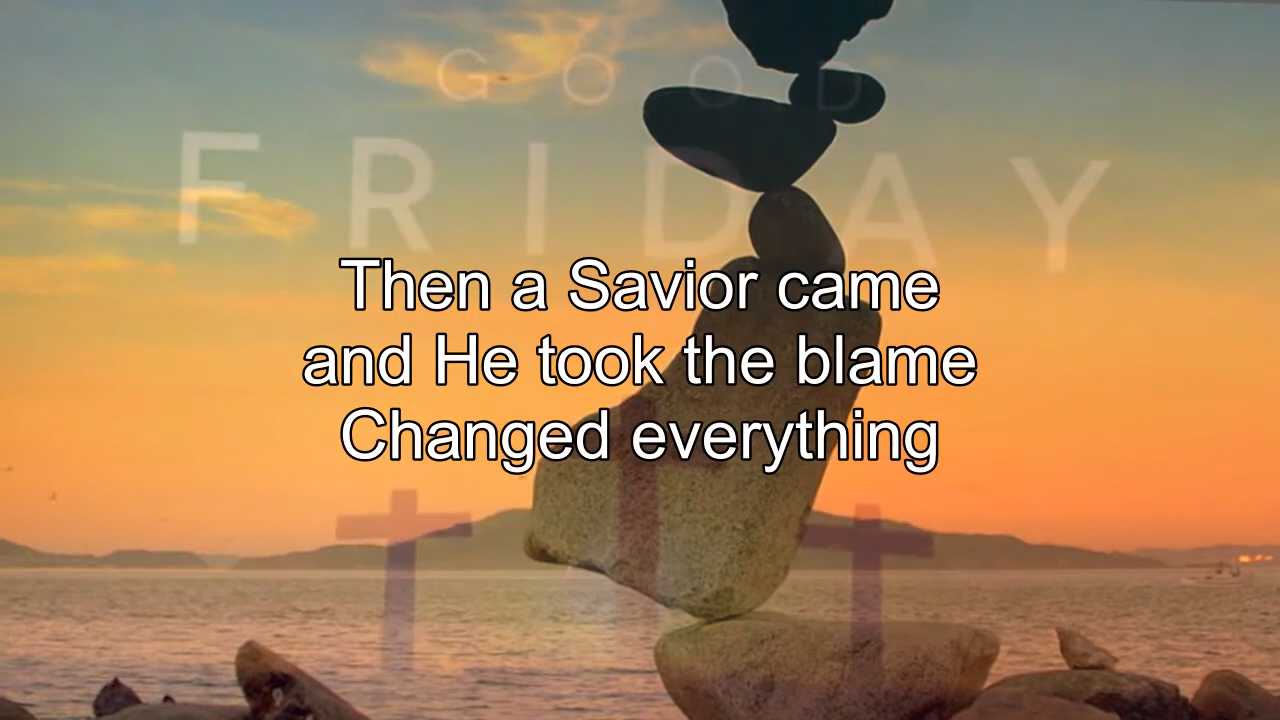 GOOD
FRIDAY
Then a Savior came
and He took the blame
Changed everything